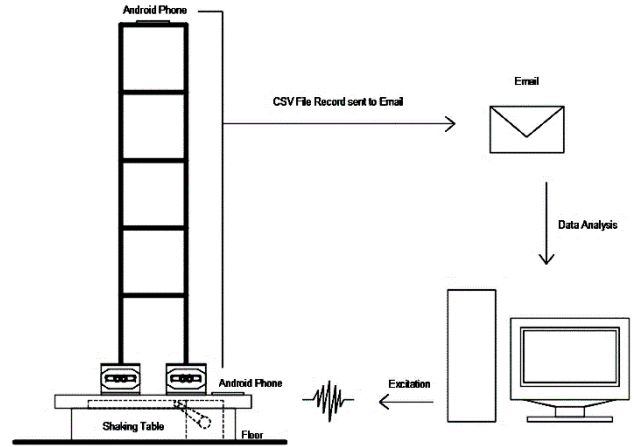 Android Phone
Email
CSV File Record sent to Email
Data Analysis
Android Phone
Excitation
Shaking Table
Floor